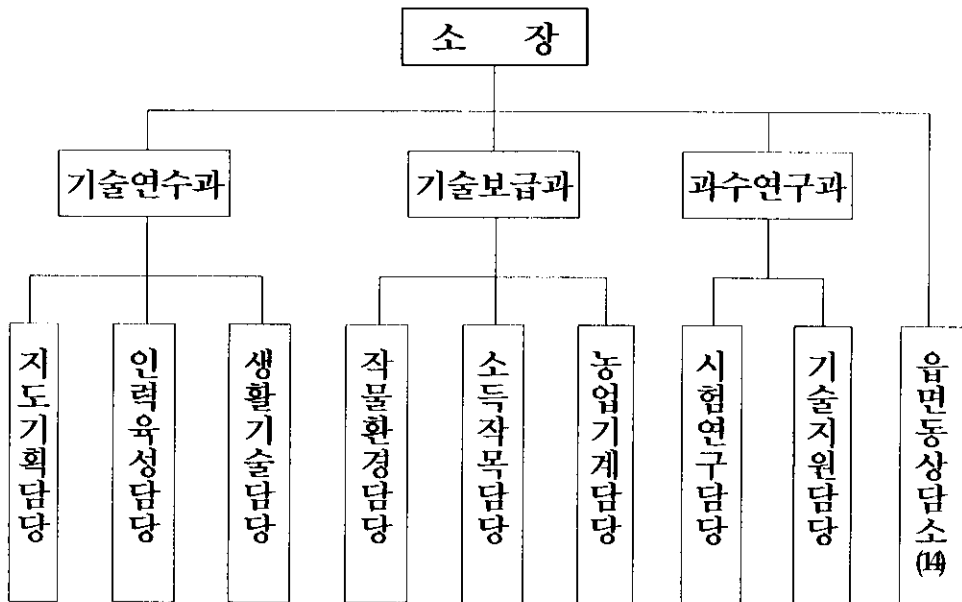 소 장
기술연수과
기술보급과
과수연구과
지도기획담당
인력육성담당
생활기술담당
작물환경담당
소득작목담당
농업기계담당
시험연구담당
기술지원담당
읍면동상담소
(14)